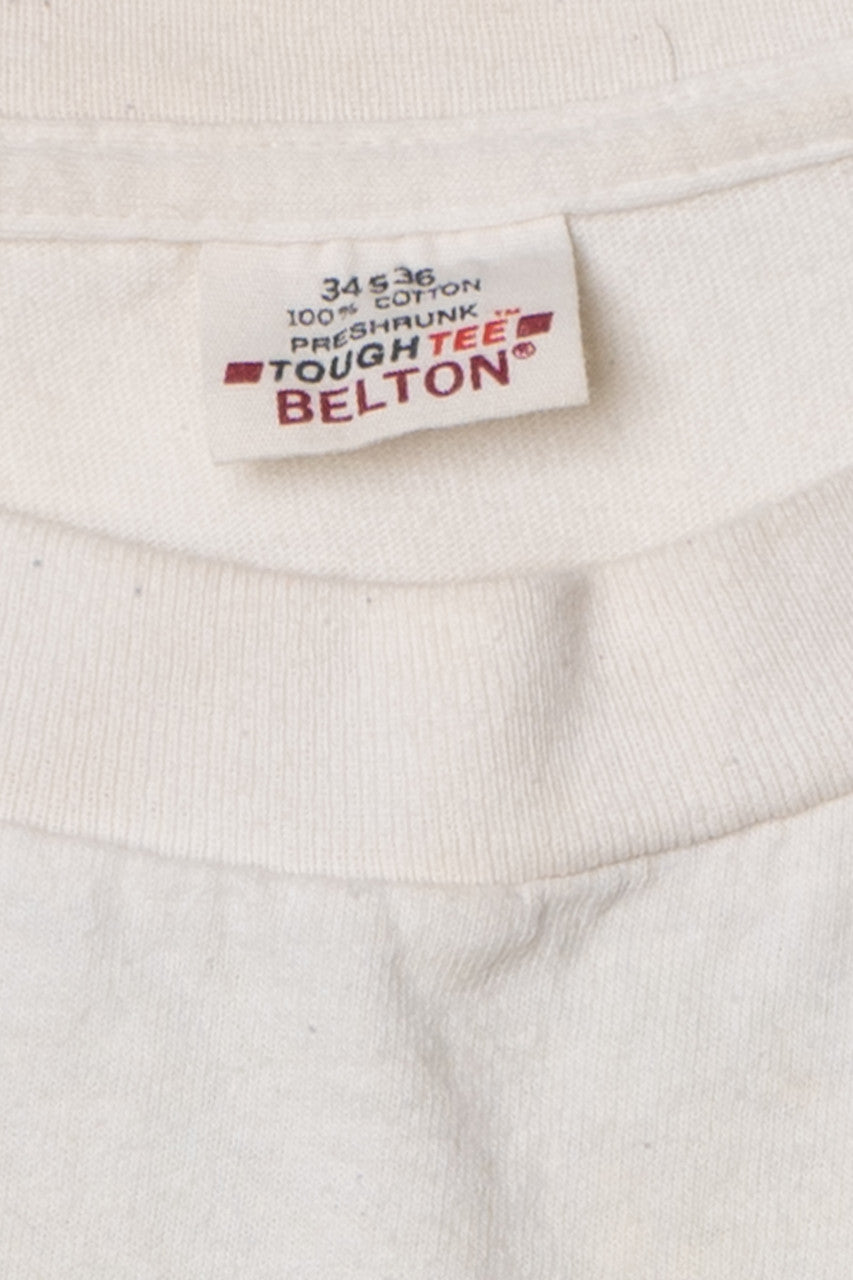 34 S 36
100% COTTON
PRESHRUNK
TOUGH TEE™
BELTON®